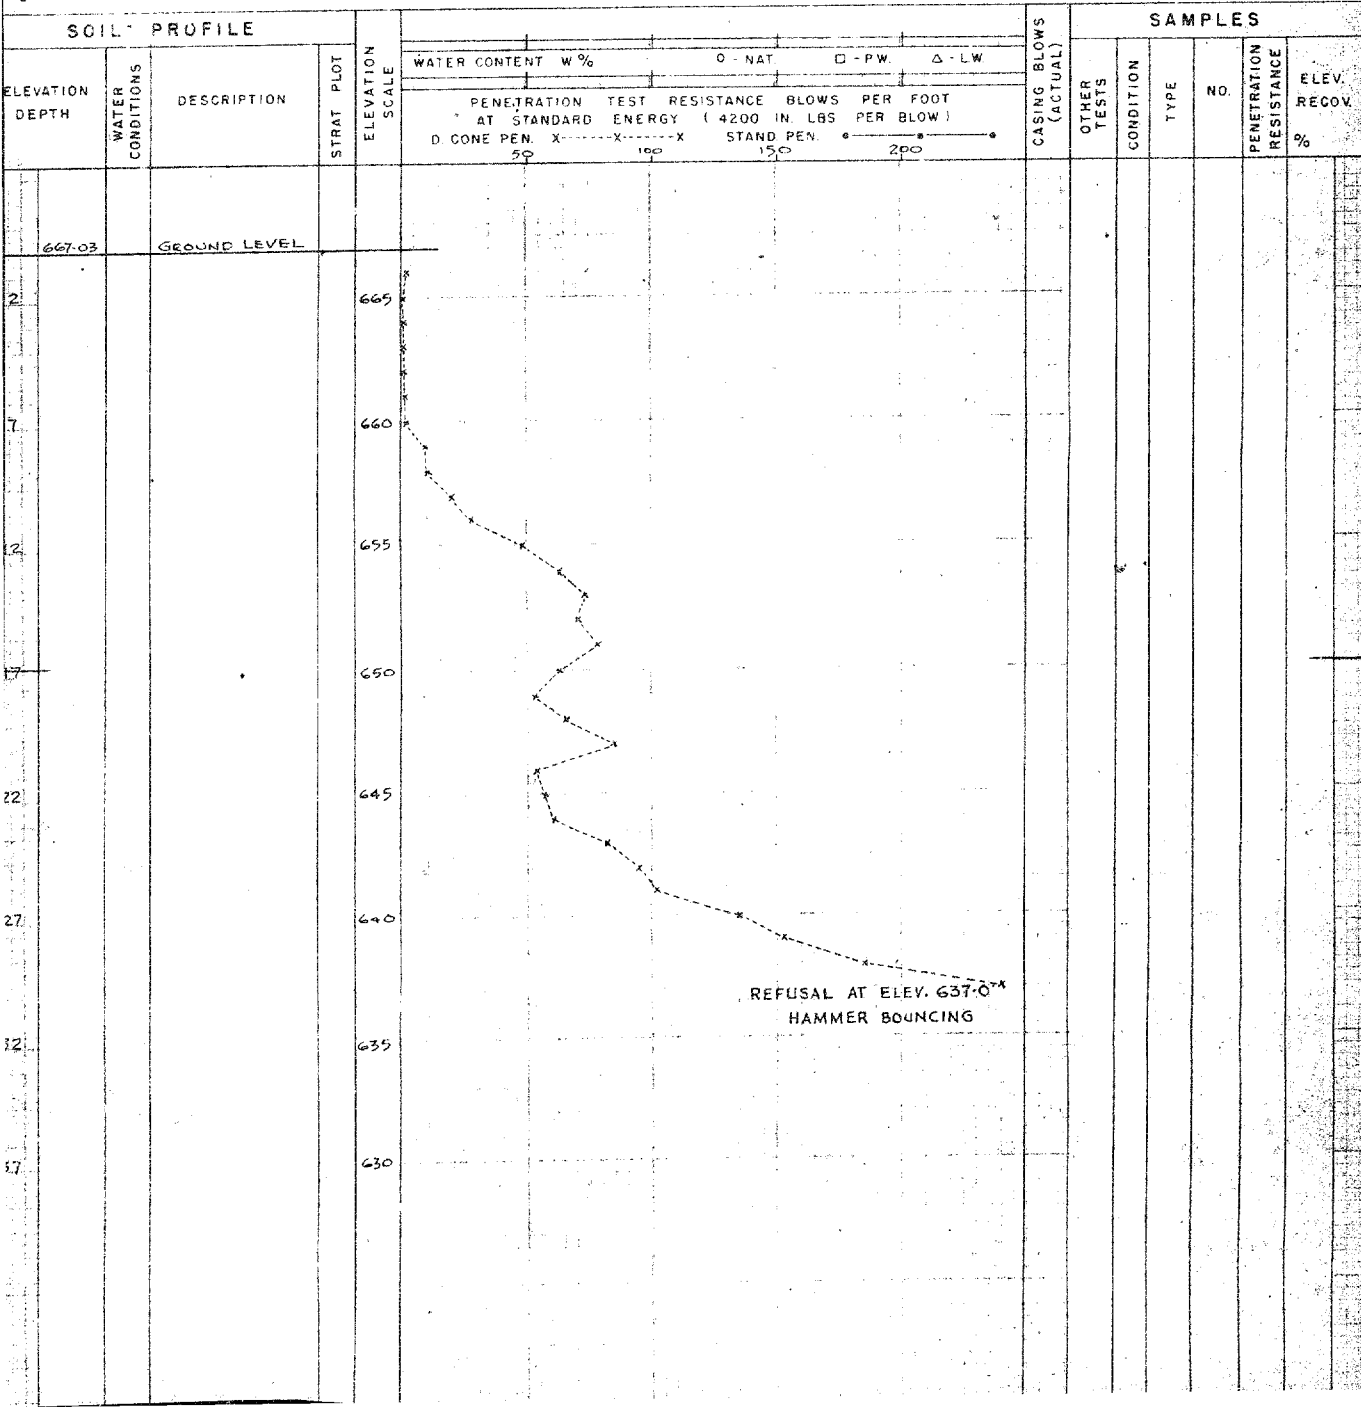 SOIL PROFILE
SAMPLES
ELEVATION
DEPTH
WATER
CONDITIONS
DESCRIPTION
STRAT PLOT
ELEVATION
SCALE
WATER CONTENT W %
O - NAT.
□ - PW.
Δ - LW
PENETRATION TEST RESISTANCE BLOWS PER FOOT
AT STANDARD ENERGY ( 4200 IN. LBS PER BLOW )
D. CONE PEN. X-------X-------X STAND PEN.
50 100 150 200
CASING BLOWS
(ACTUAL)
OTHER
TESTS
CONDITION
TYPE
NO.
PENETRATION
RESISTANCE
ELEV.
RECOV.
%
667.03 GROUND LEVEL
2 665
7 660
12 655
17 650
22 645
27 640
REFUSAL AT ELEV. 637.0
HAMMER BOUNCING
32 635
37 630